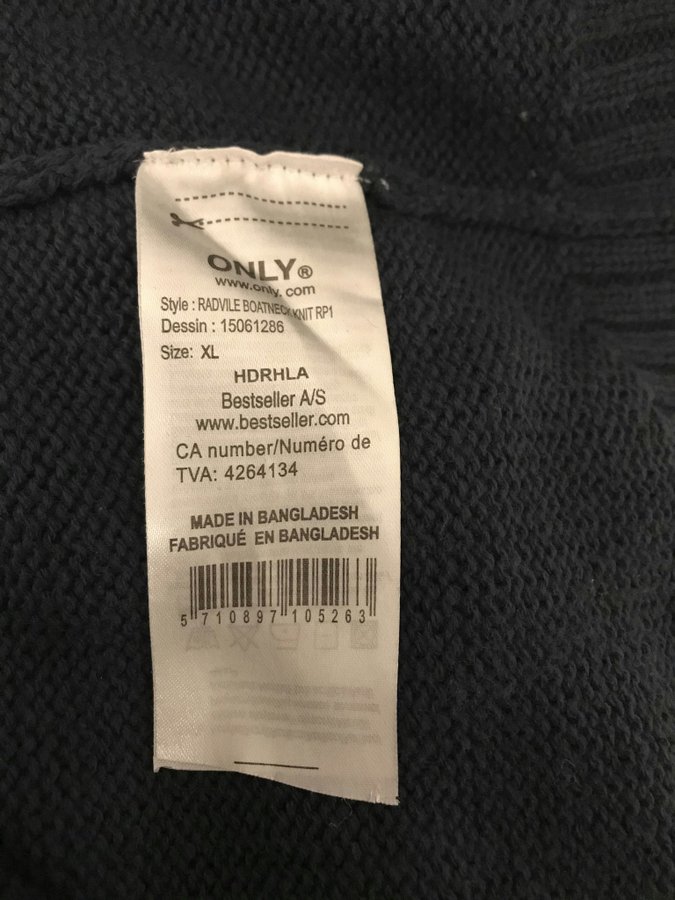 ONLY®
www.only.com
Style : RADVILE BOATNECK KNIT RP1
Dessin : 15061286
Size: XL
HDRHLA
Bestseller A/S
www.bestseller.com
CA number/Numéro de
TVA: 4264134
MADE IN BANGLADESH
FABRIQUÉ EN BANGLADESH
5 710897 105263